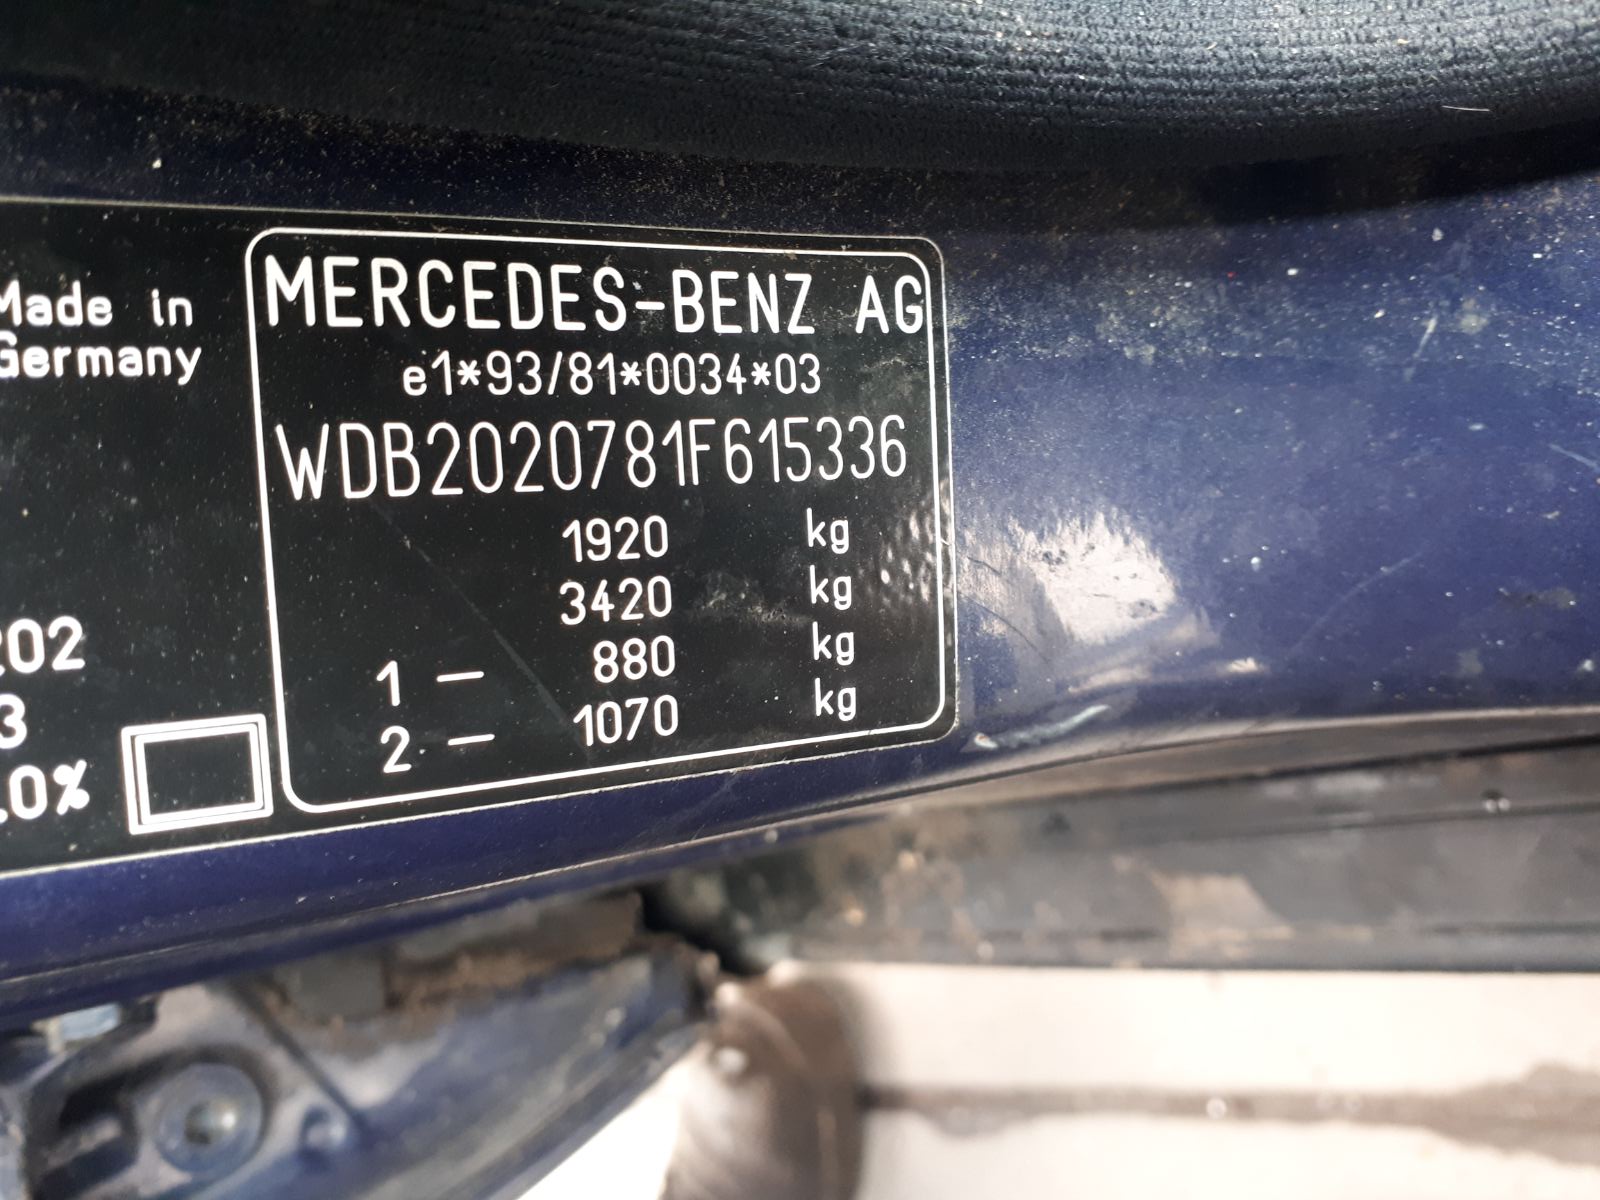 Made in
Germany
MERCEDES-BENZ AG
e1*93/81*0034*03
WDB2020781F615336
1920 kg
3420 kg
1 – 880 kg
2 – 1070 kg
202
3
.0%